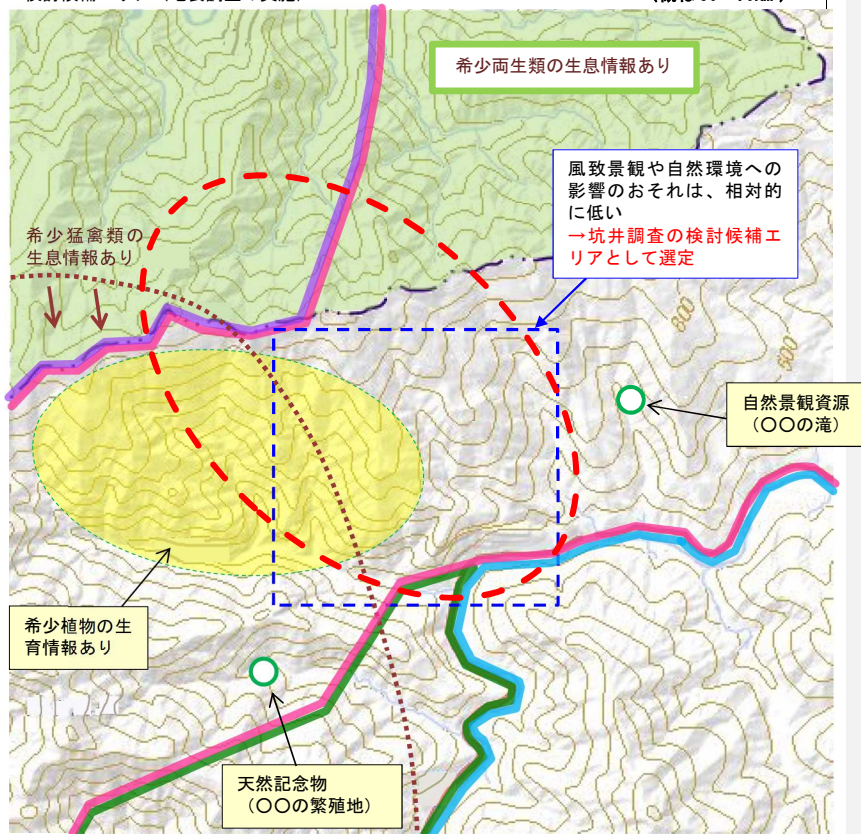 希少両生類の生息情報あり
風致景観や自然環境への
影響のおそれは、相対的
に低い
→坑井調査の検討候補エ
リアとして選定
希少猛禽類の
生息情報あり
800
自然景観資源
(〇〇の滝)
希少植物の生
育情報あり
天然記念物
(〇〇の繁殖地)